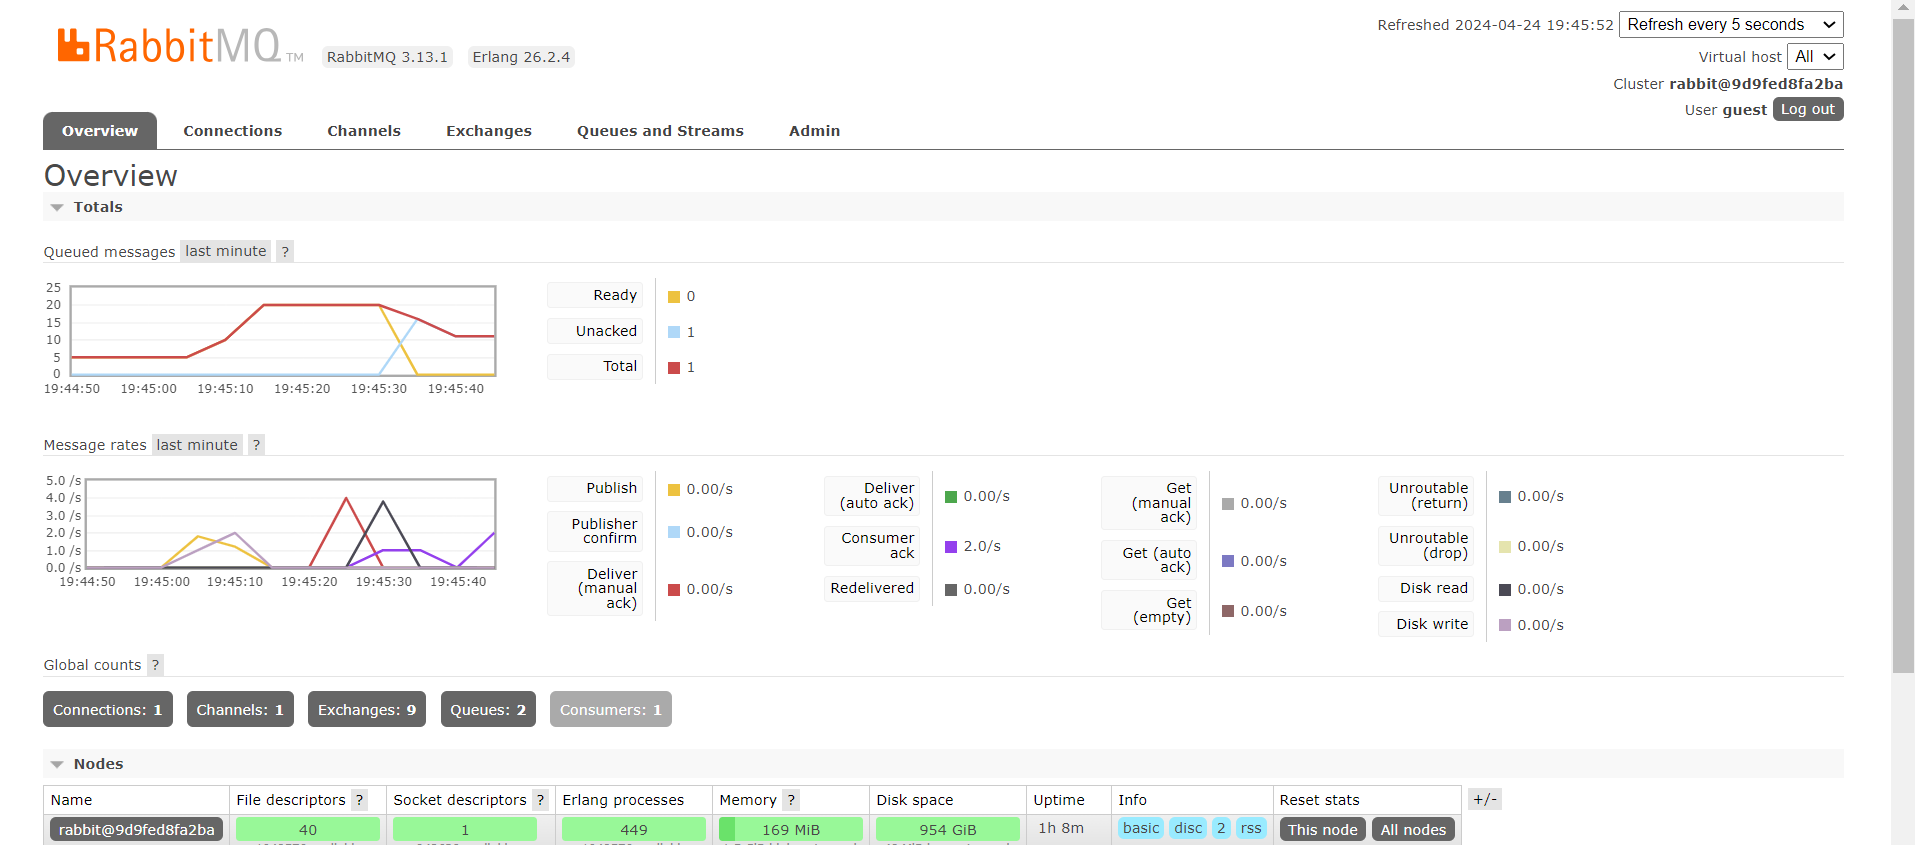 RabbitMQ TM RabbitMQ 3.13.1 Erlang 26.2.4
Refreshed 2024-04-24 19:45:52 Refresh every 5 seconds
Virtual host All
Cluster rabbit@9d9fed8fa2ba
User guest Log out
Overview Connections Channels Exchanges Queues and Streams Admin
Overview
Totals
Queued messages last minute ?
25
20
15
10
5
0
19:44:50 19:45:00 19:45:10 19:45:20 19:45:30 19:45:40
Ready 0
Unacked 1
Total 1
Message rates last minute ?
5.0 /s
4.0 /s
3.0 /s
2.0 /s
1.0 /s
0.0 /s
19:44:50 19:45:00 19:45:10 19:45:20 19:45:30 19:45:40
Publish 0.00/s
Publisher
confirm 0.00/s
Deliver
(manual
ack) 0.00/s
Deliver
(auto ack) 0.00/s
Consumer
ack 2.0/s
Redelivered 0.00/s
Get
(manual
ack) 0.00/s
Get (auto
ack) 0.00/s
Get
(empty) 0.00/s
Unroutable
(return) 0.00/s
Unroutable
(drop) 0.00/s
Disk read 0.00/s
Disk write 0.00/s
Global counts ?
Connections: 1 Channels: 1 Exchanges: 9 Queues: 2 Consumers: 1
Nodes
Name File descriptors ? Socket descriptors ? Erlang processes Memory ? Disk space Uptime Info Reset stats +/-
rabbit@9d9fed8fa2ba 40 1 449 169 MiB 954 GiB 1h 8m basic disc 2 rss This node All nodes